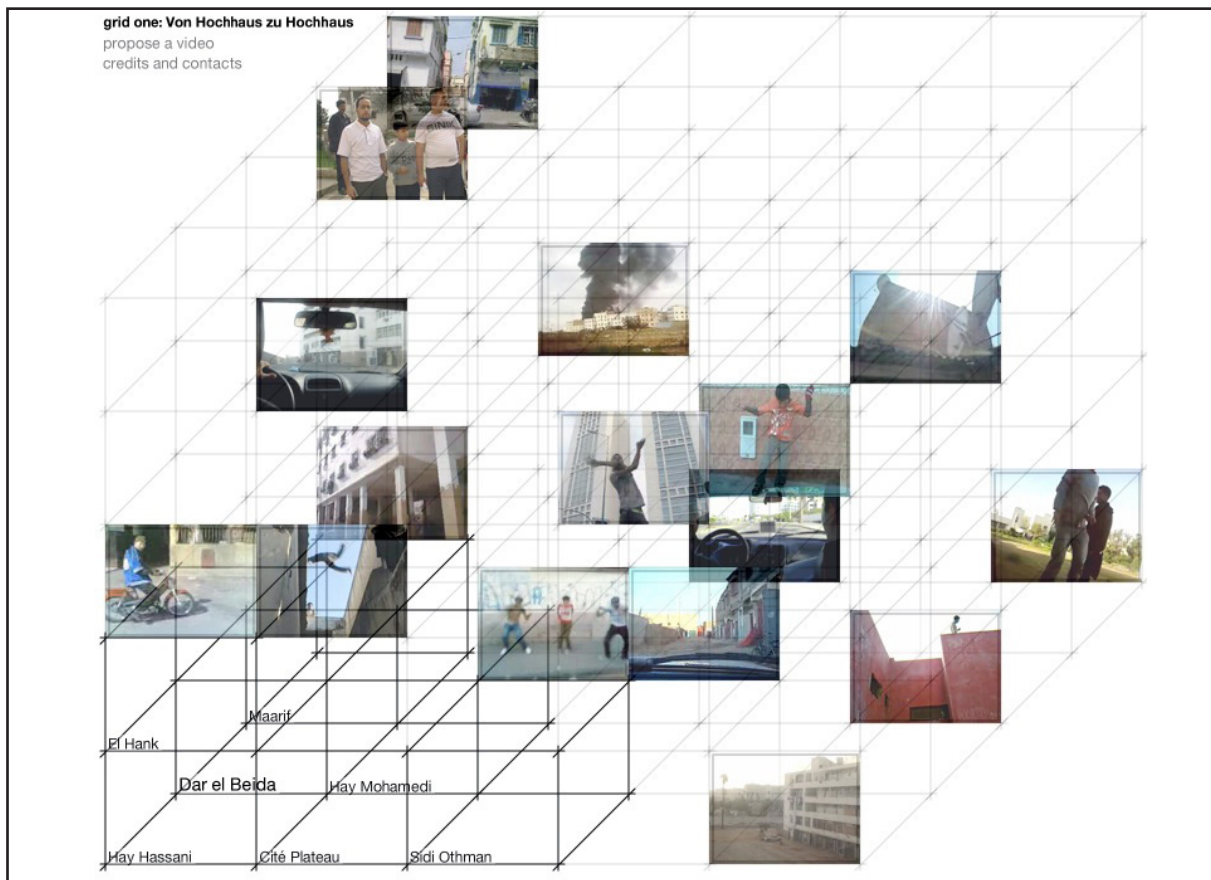 grid one: Von Hochhaus zu Hochhaus
propose a video
credits and contacts
Maarif
El Hank
Dar el Beida
Hay Mohamedi
Hay Hassani
Cité Plateau
Sidi Othman